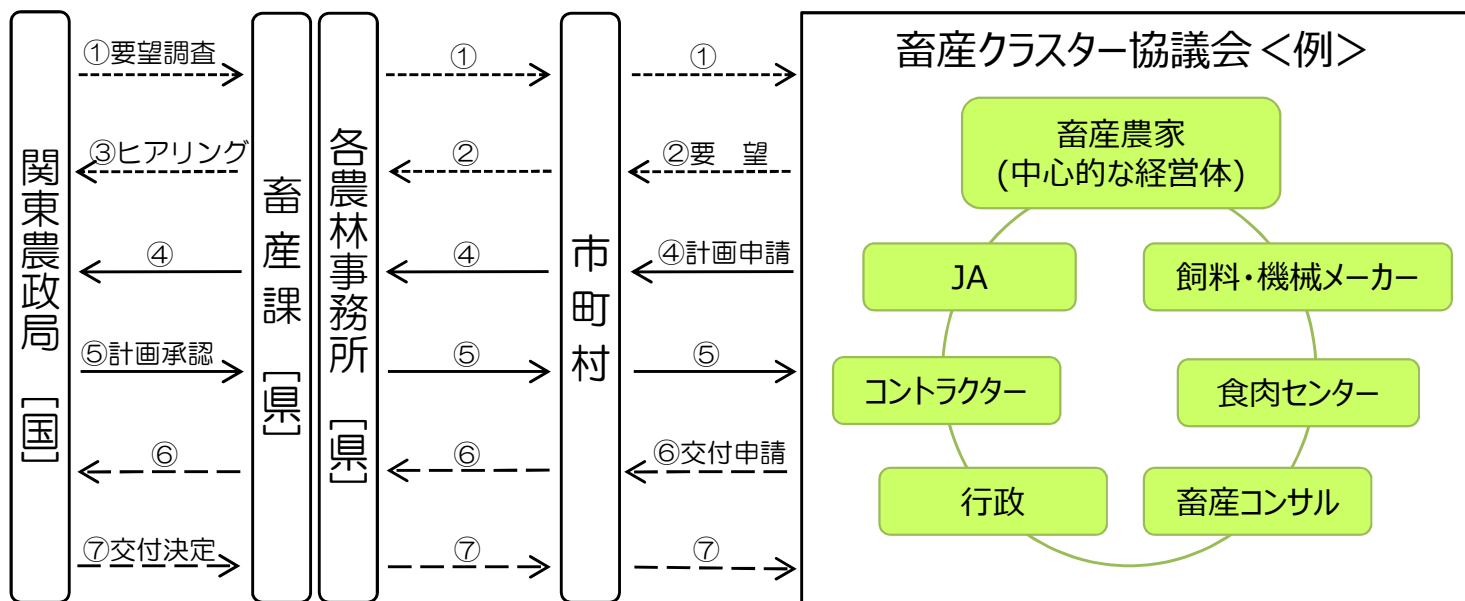 関東農政局 [国]
①要望調査
③ヒアリング
④
⑤計画承認
⑥
⑦交付決定
畜産課 [県]
各農林事務所 [県]
①
②
④
⑤
⑥
⑦
市町村
①
②要 望
④計画申請
⑤
⑥交付申請
⑦
畜産クラスター協議会<例>
畜産農家
(中心的な経営体)
JA
飼料・機械メーカー
コントラクター
食肉センター
行政
畜産コンサル